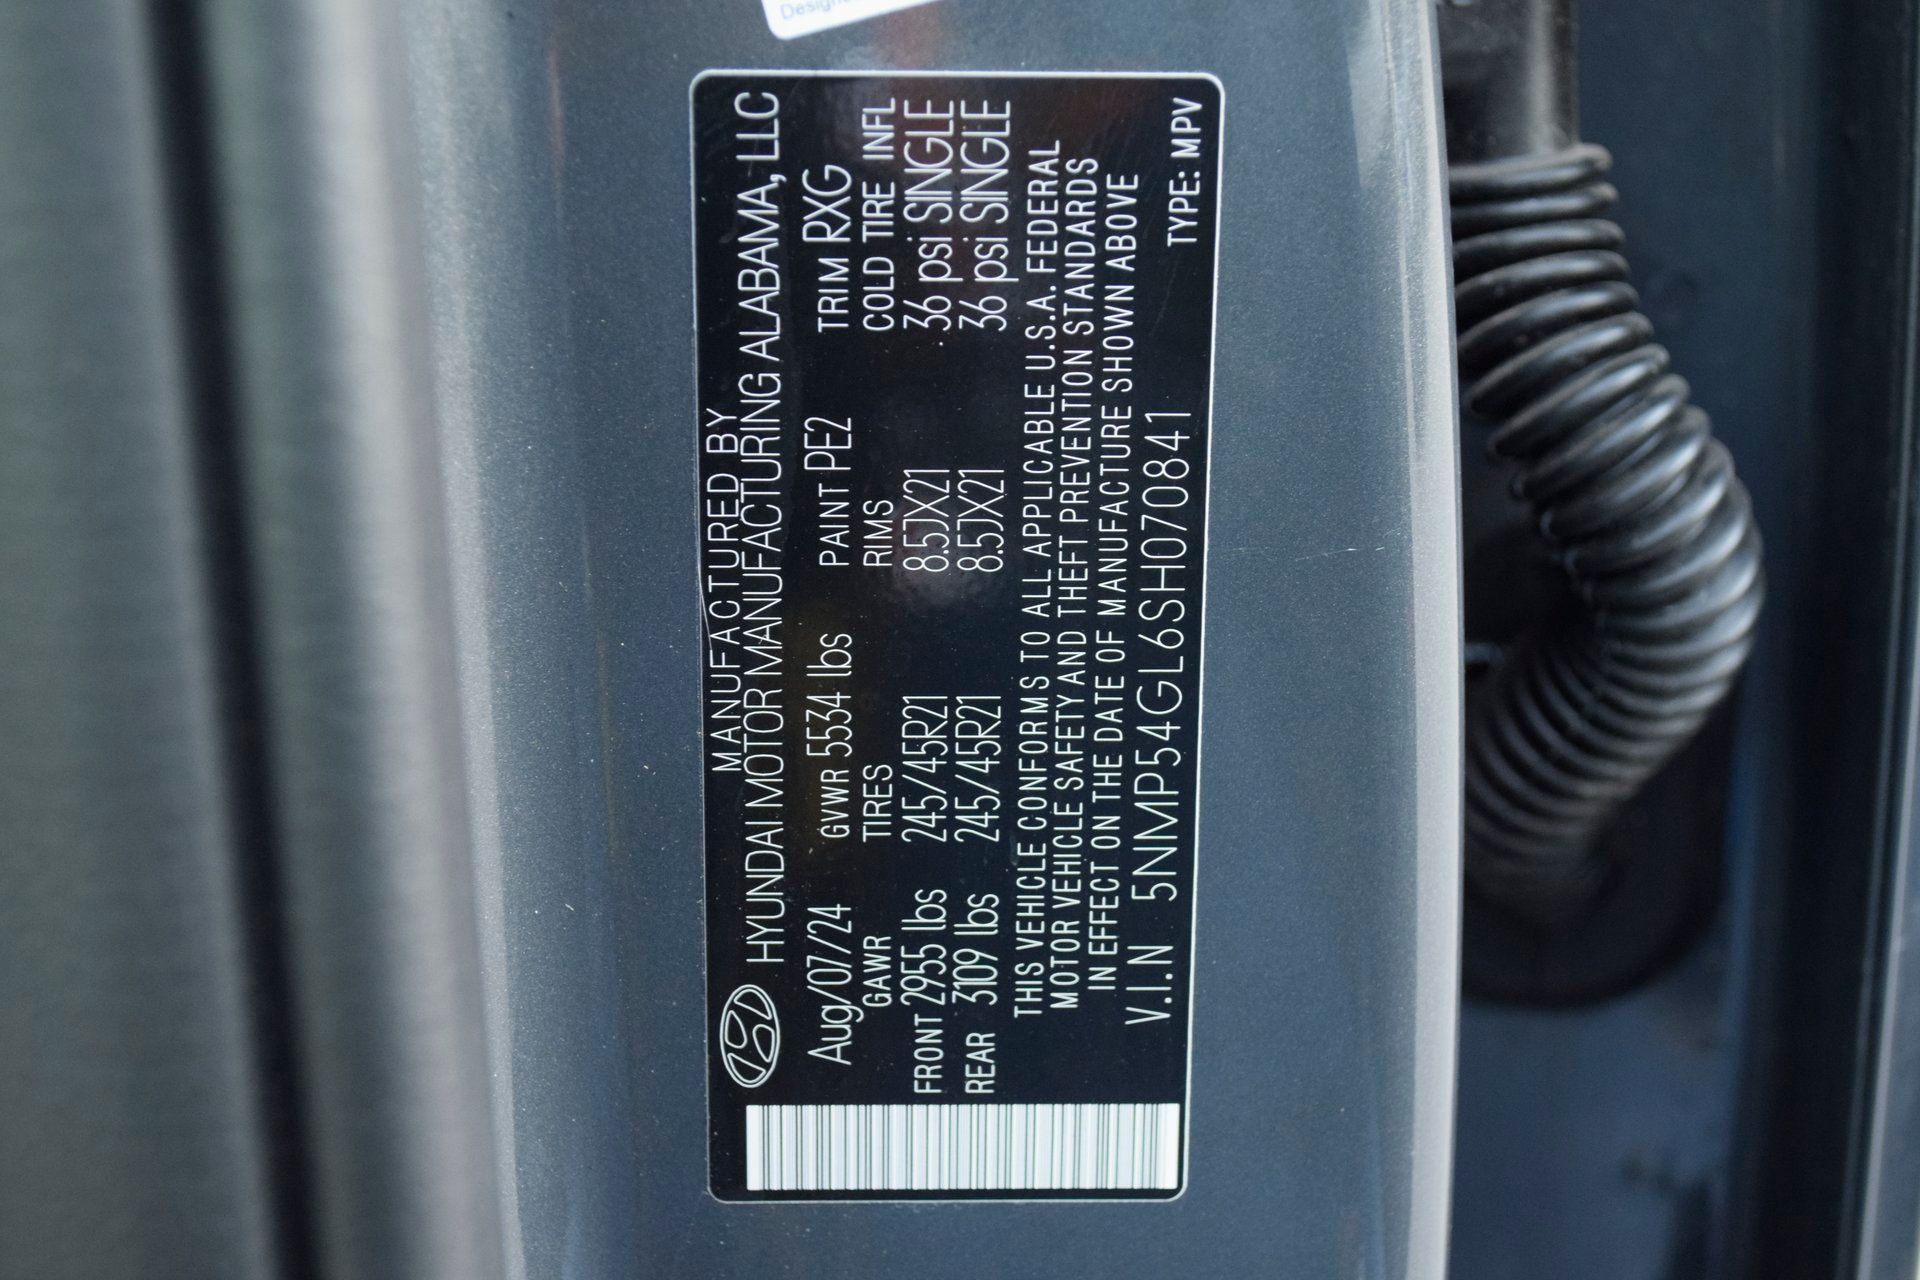 Designed
MANUFACTURED BY
HYUNDAI MOTOR MANUFACTURING ALABAMA, LLC
Aug/07/24 GVWR 5534 lbs PAINT PE2 TRIM RXG
GAWR TIRES RIMS COLD TIRE INFL
FRONT 2955 lbs 245/45R21 8.5JX21 36 psi SINGLE
REAR 3109 lbs 245/45R21 8.5JX21 36 psi SINGLE
THIS VEHICLE CONFORMS TO ALL APPLICABLE U.S.A. FEDERAL
MOTOR VEHICLE SAFETY AND THEFT PREVENTION STANDARDS
IN EFFECT ON THE DATE OF MANUFACTURE SHOWN ABOVE
V.I.N 5NMP54GL6SH070841 TYPE: MPV